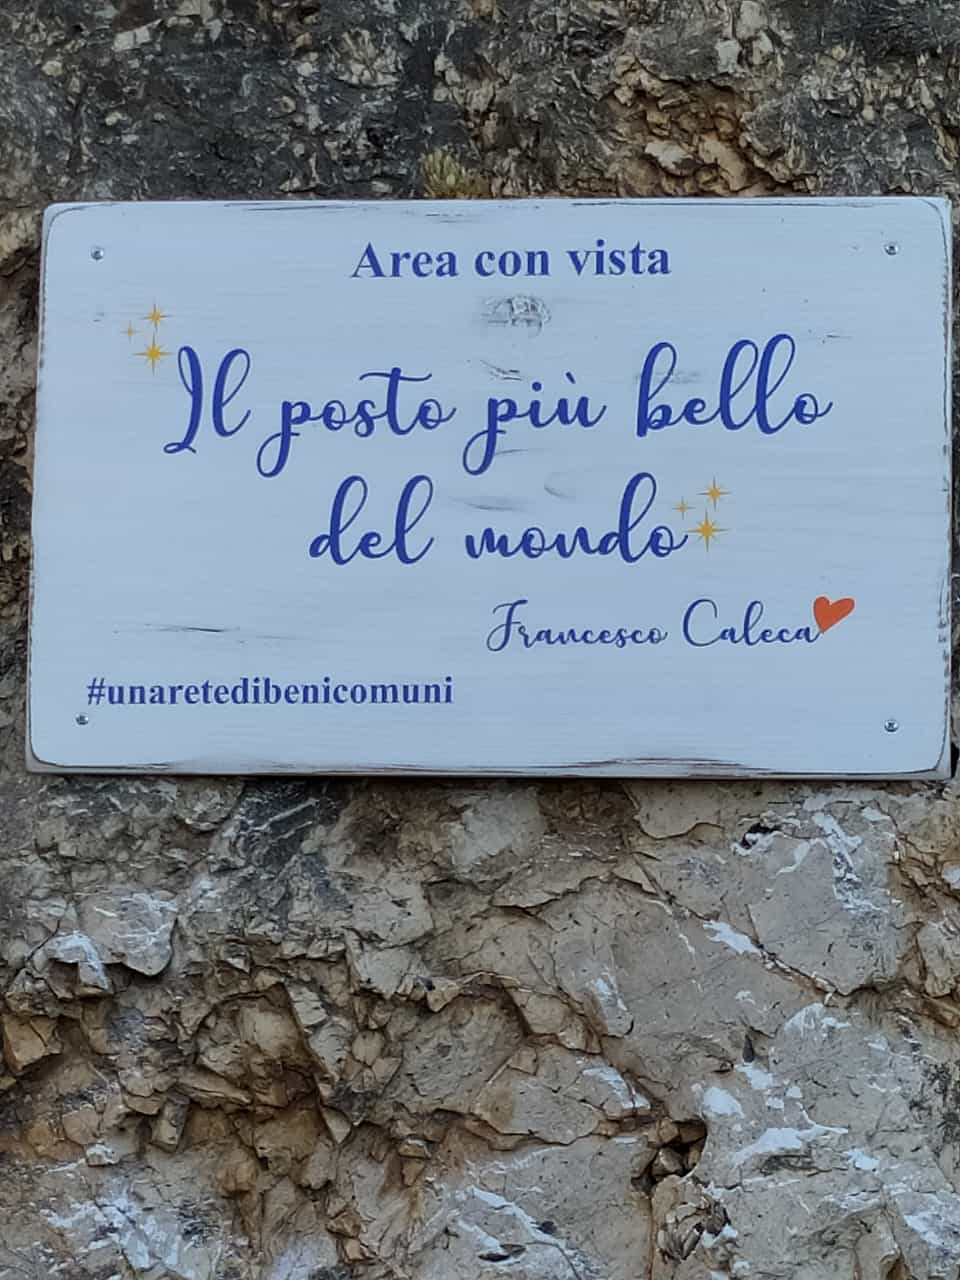 Area con vista
Il posto più bello
del mondo
Francesco Caleca
#unaretedibenicomuni